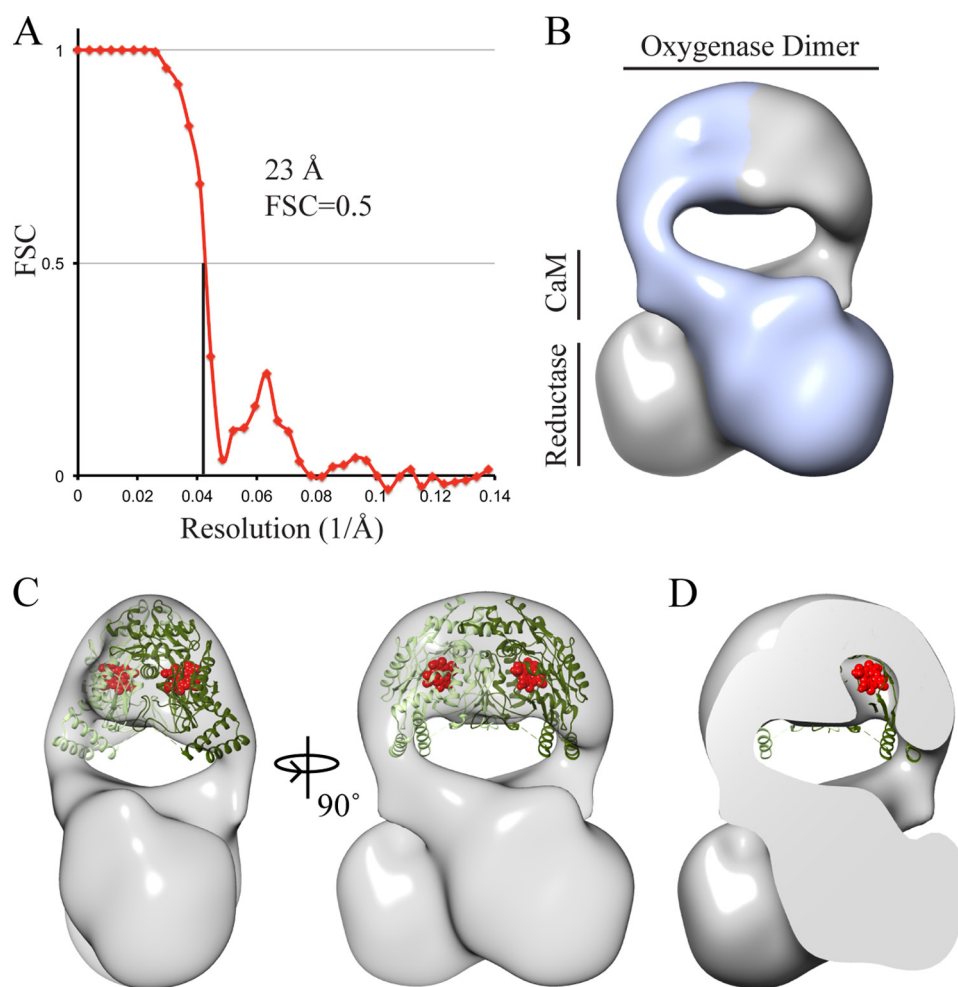 A
FSC
1
0.5
0
23 Å
FSC=0.5
0
0.02
0.04
0.06
0.08
0.10
0.12
0.14
Resolution (1/Å)
B
Oxygenase Dimer
CaM
Reductase
C
90°
D